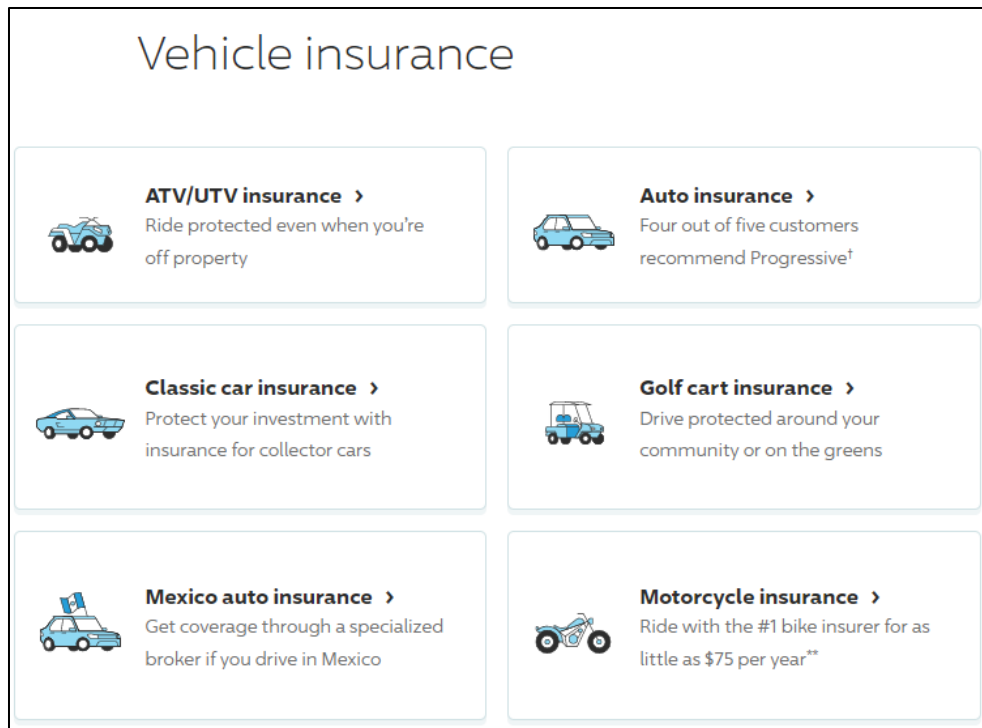 Vehicle insurance
ATV/UTV insurance ›
Ride protected even when you're
off property
Auto insurance ›
Four out of five customers
recommend Progressive†
Classic car insurance ›
Protect your investment with
insurance for collector cars
Golf cart insurance ›
Drive protected around your
community or on the greens
Mexico auto insurance ›
Get coverage through a specialized
broker if you drive in Mexico
Motorcycle insurance ›
Ride with the #1 bike insurer for as
little as $75 per year**